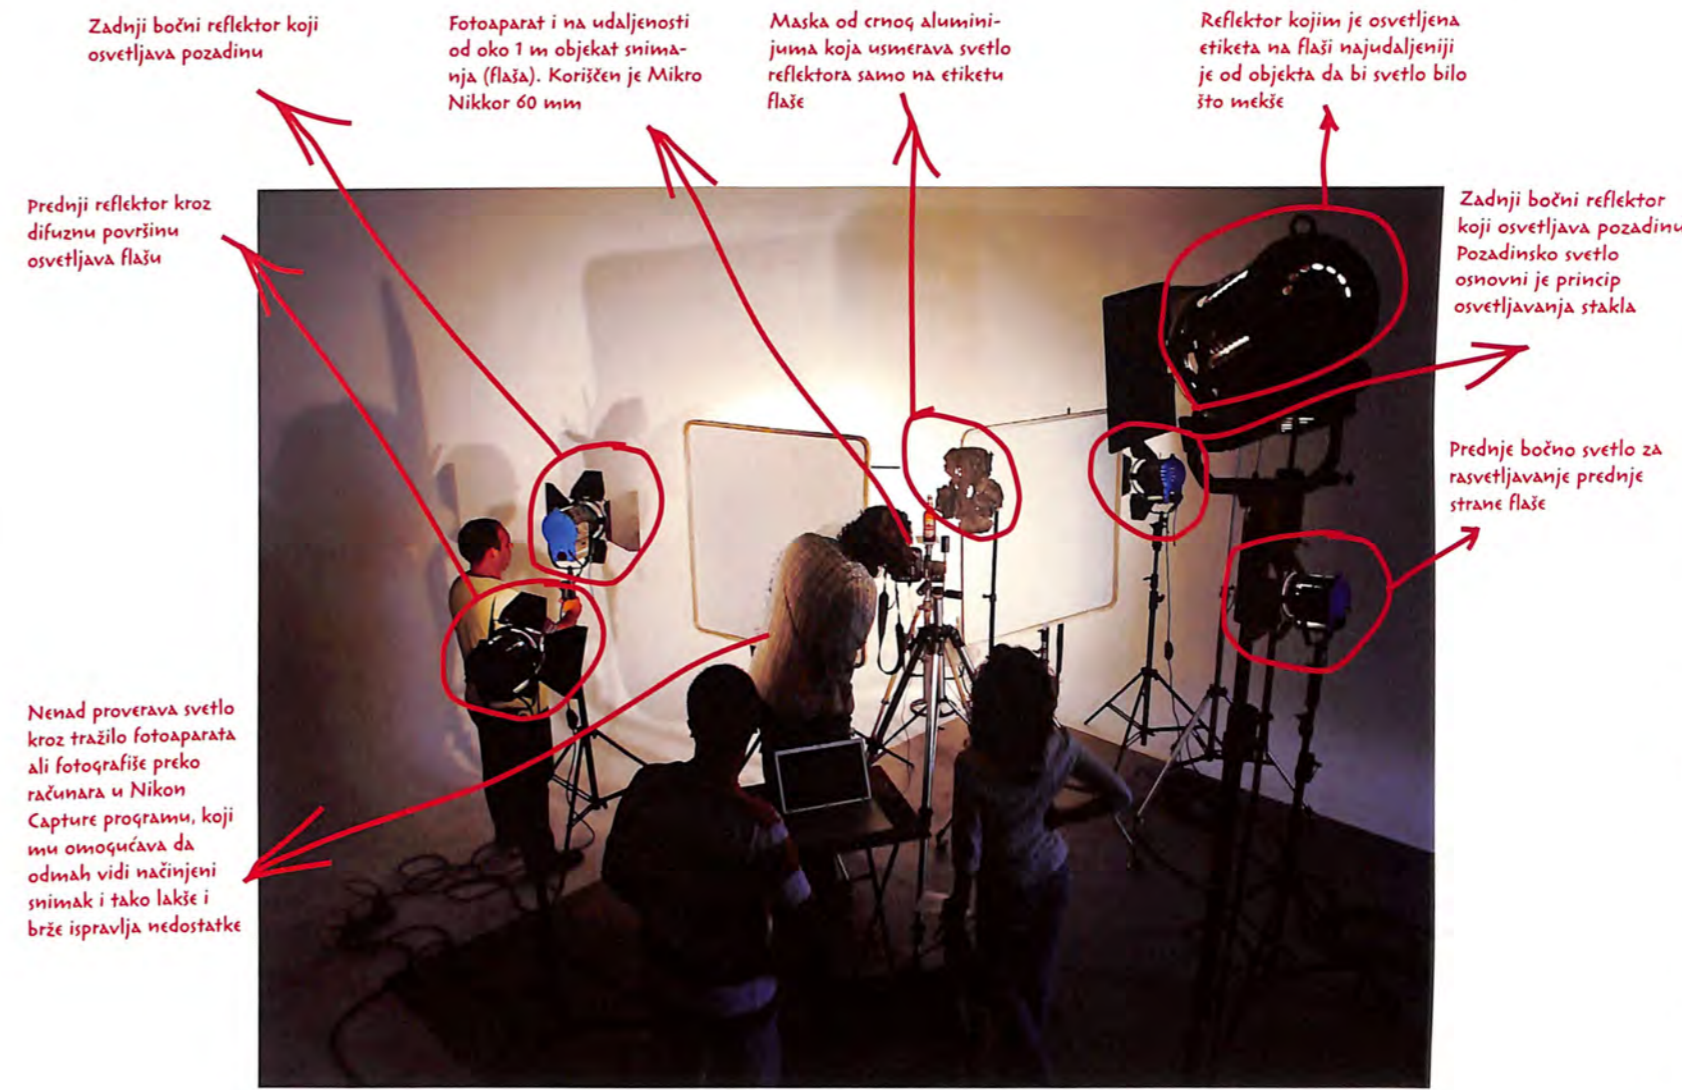 Zadnji bočni reflektor koji
osvetljava pozadinu
Fotoaparat i na udaljenosti
od oko 1 m objekat snima-
nja (flaša). Koriščen je Mikro
Nikkor 60 mm
Maska od crnog alumini-
juma koja usmerava svetlo
reflektora samo na etiketu
flaše
Reflektor kojim je osvetljena
etiketa na flaši najudaljeniji
je od objekta da bi svetlo bilo
što mekše
Prednji reflektor kroz
difuznu površinu
osvetljava flašu
Zadnji bočni reflektor
koji osvetljava pozadinu
Pozadinsko svetlo
osnovni je princip
osvetljavanja stakla
Prednje bočno svetlo za
rasvetljavanje prednje
strane flaše
Nenad proverava svetlo
kroz tražilo fotoaparata
ali fotografiše preko
računara u Nikon
Capture programu, koji
mu omogućava da
odmah vidi načinjeni
snimak i tako lakše i
brže ispravlja nedostatke